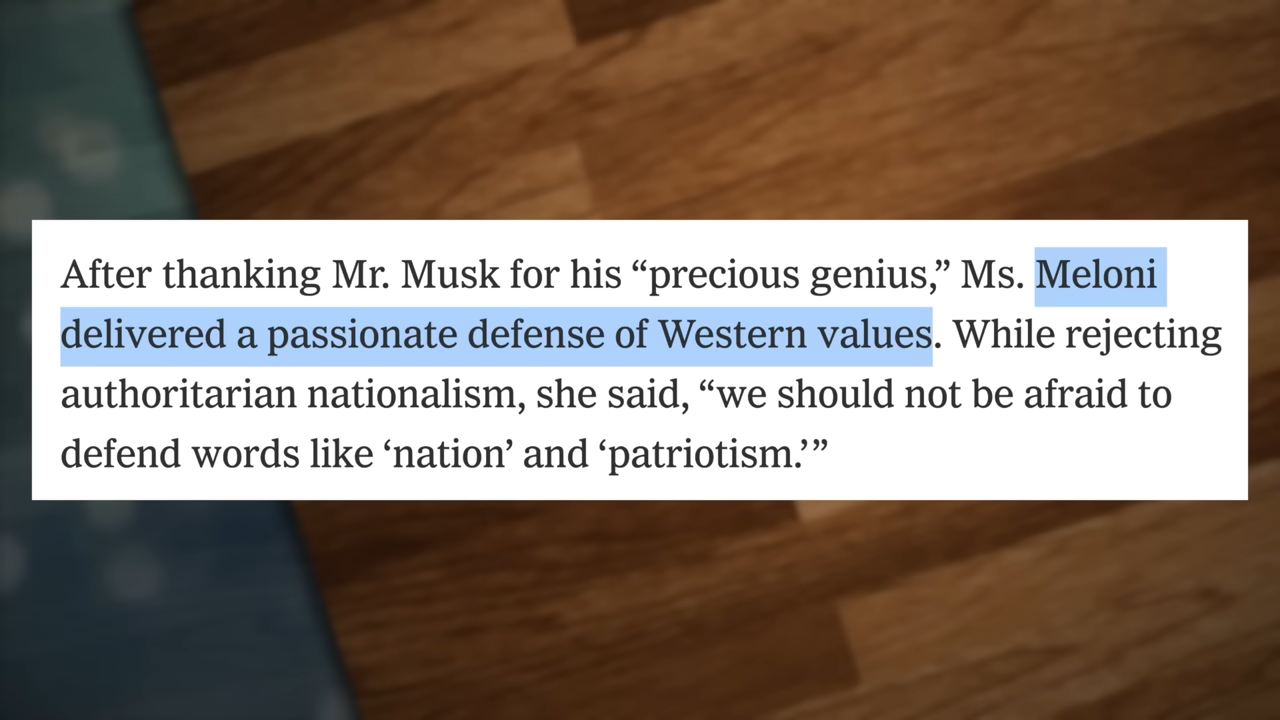 After thanking Mr. Musk for his “precious genius,” Ms. Meloni
delivered a passionate defense of Western values. While rejecting
authoritarian nationalism, she said, “we should not be afraid to
defend words like ‘nation’ and ‘patriotism.’”